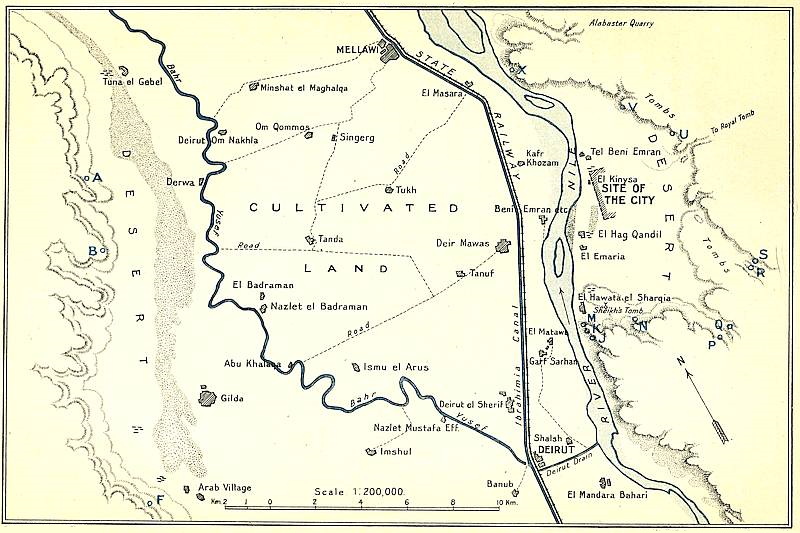 Alabaster Quarry
MELLAWI
STATE RAILWAY
Bahr Yusef
Tuna el Gebel
X
Minshat el Maghalqa
El Masara
V
Tombs
U
To Royal Tomb
Om Qommos
Singerg
Deirut Om Nakhla
Kafr
Khozam
Tel Beni Emran
DESERT
NILE
El Kinysa
A
Derwa
Road
Tukh
SITE OF
THE CITY
CULTIVATED
Beni Emran etc.
B
Road
Tanda
Deir Mawas
El Hag Qandil
El Emaria
Tombs
S
R
LAND
Tanuf
DESERT
El Badraman
Nazlet el Badraman
El Hawata el Sharqia
Sheikh's Tomb
M
K
J
N
Q
P
Road
Ibrahimia Canal
El Matawa
Garf Sarhan
N
Abu Khalaqa
Ismu el Arus
Gilda
Bahr Yusef
Deirut el Sherif
RIVER
Nazlet Mustafa Eff.
Imshul
Shalsh
DEIRUT
Deirut Drain
Banub
El Mandara Bahari
F
Arab Village
Scale 1:200,000.
Km. 2 1 0 2 4 6 8 10 Km.